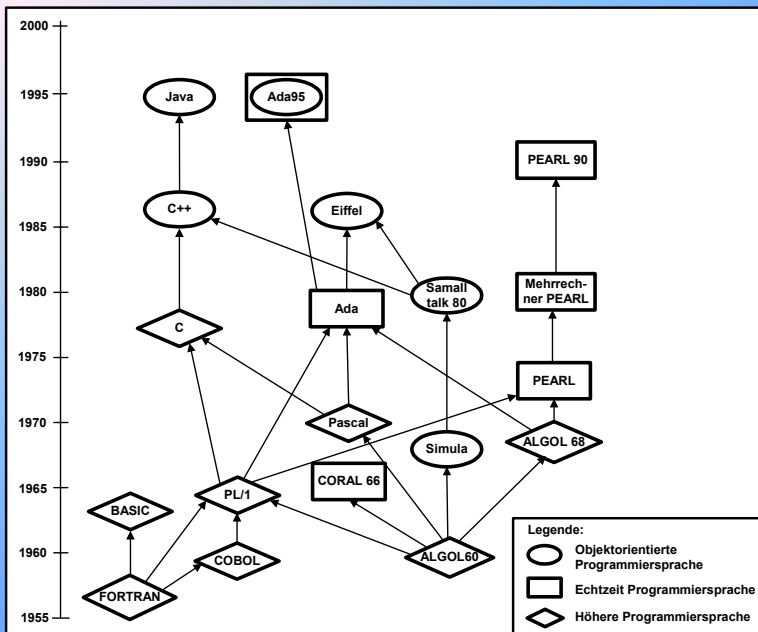 2000
1995
1990
1985
1980
1975
1970
1965
1960
1955
Java
Ada95
PEARL 90
C++
Eiffel
Samall
talk 80
Mehrrech-
ner PEARL
Ada
C
PEARL
Pascal
Simula
ALGOL 68
CORAL 66
PL/1
BASIC
COBOL
ALGOL60
FORTRAN
Legende:
Objektorientierte
Programmiersprache
Echtzeit Programmiersprache
Höhere Programmiersprache